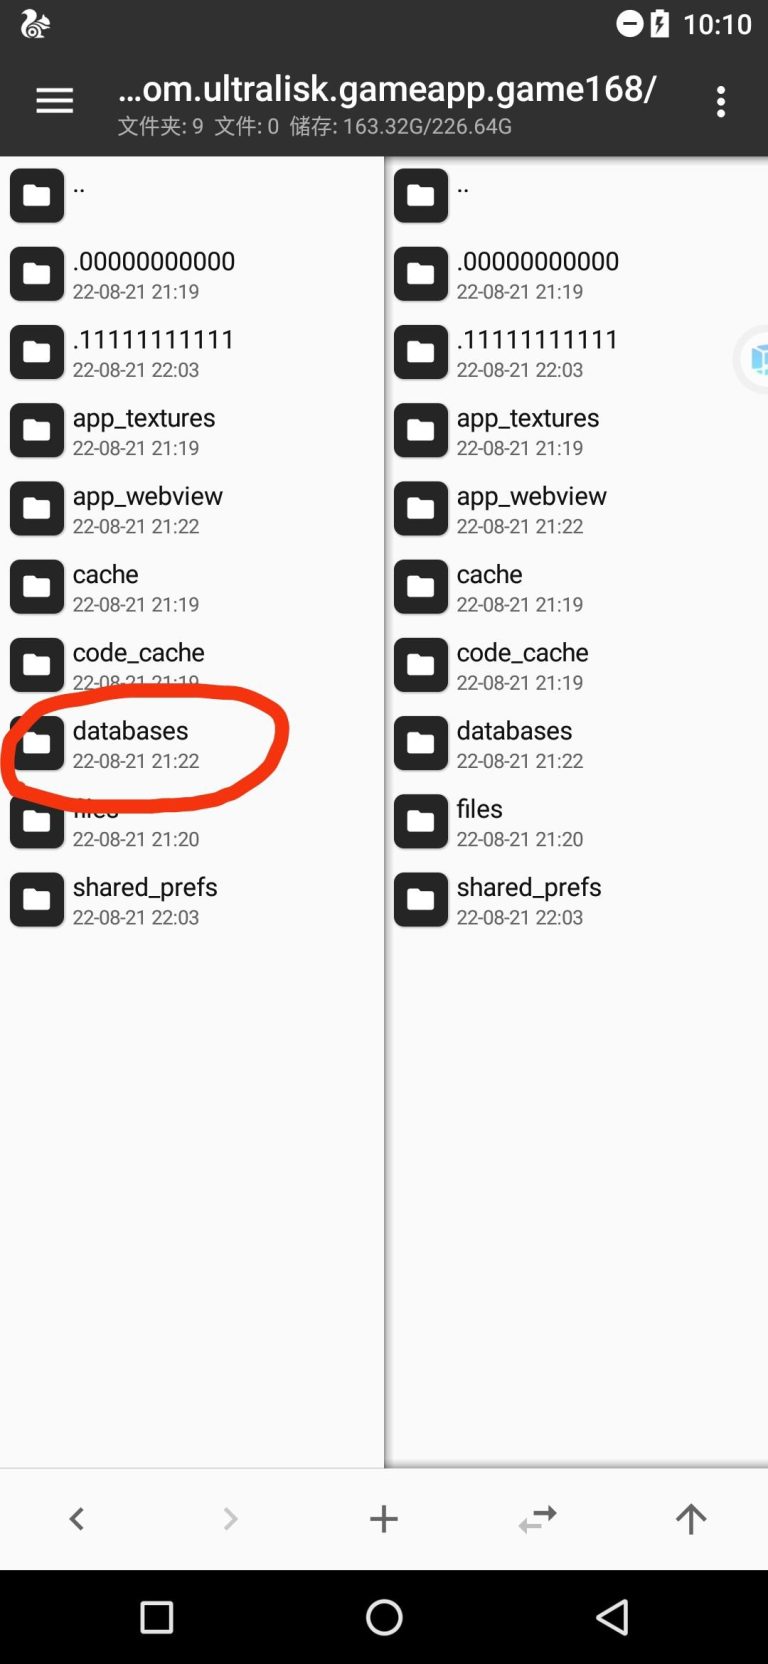 10:10
...om.ultralisk.gameapp.game168/
文件夹: 9 文件: 0 储存: 163.32G/226.64G
..
.00000000000
22-08-21 21:19
.11111111111
22-08-21 22:03
app_textures
22-08-21 21:19
app_webview
22-08-21 21:22
cache
22-08-21 21:19
code_cache
22-08-21 21:19
databases
22-08-21 21:22
files
22-08-21 21:20
shared_prefs
22-08-21 22:03
..
.00000000000
22-08-21 21:19
.11111111111
22-08-21 22:03
app_textures
22-08-21 21:19
app_webview
22-08-21 21:22
cache
22-08-21 21:19
code_cache
22-08-21 21:19
databases
22-08-21 21:22
files
22-08-21 21:20
shared_prefs
22-08-21 22:03